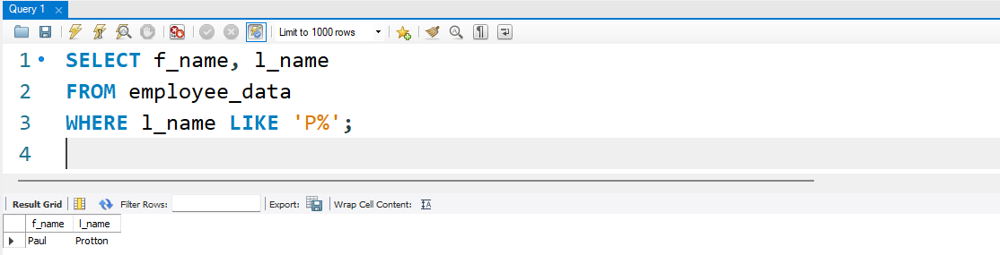 Query 1
Limit to 1000 rows
1 SELECT f_name, l_name
2 FROM employee_data
3 WHERE l_name LIKE 'P%';
4
Result Grid Filter Rows: Export: Wrap Cell Content:
f_name l_name
Paul Protton